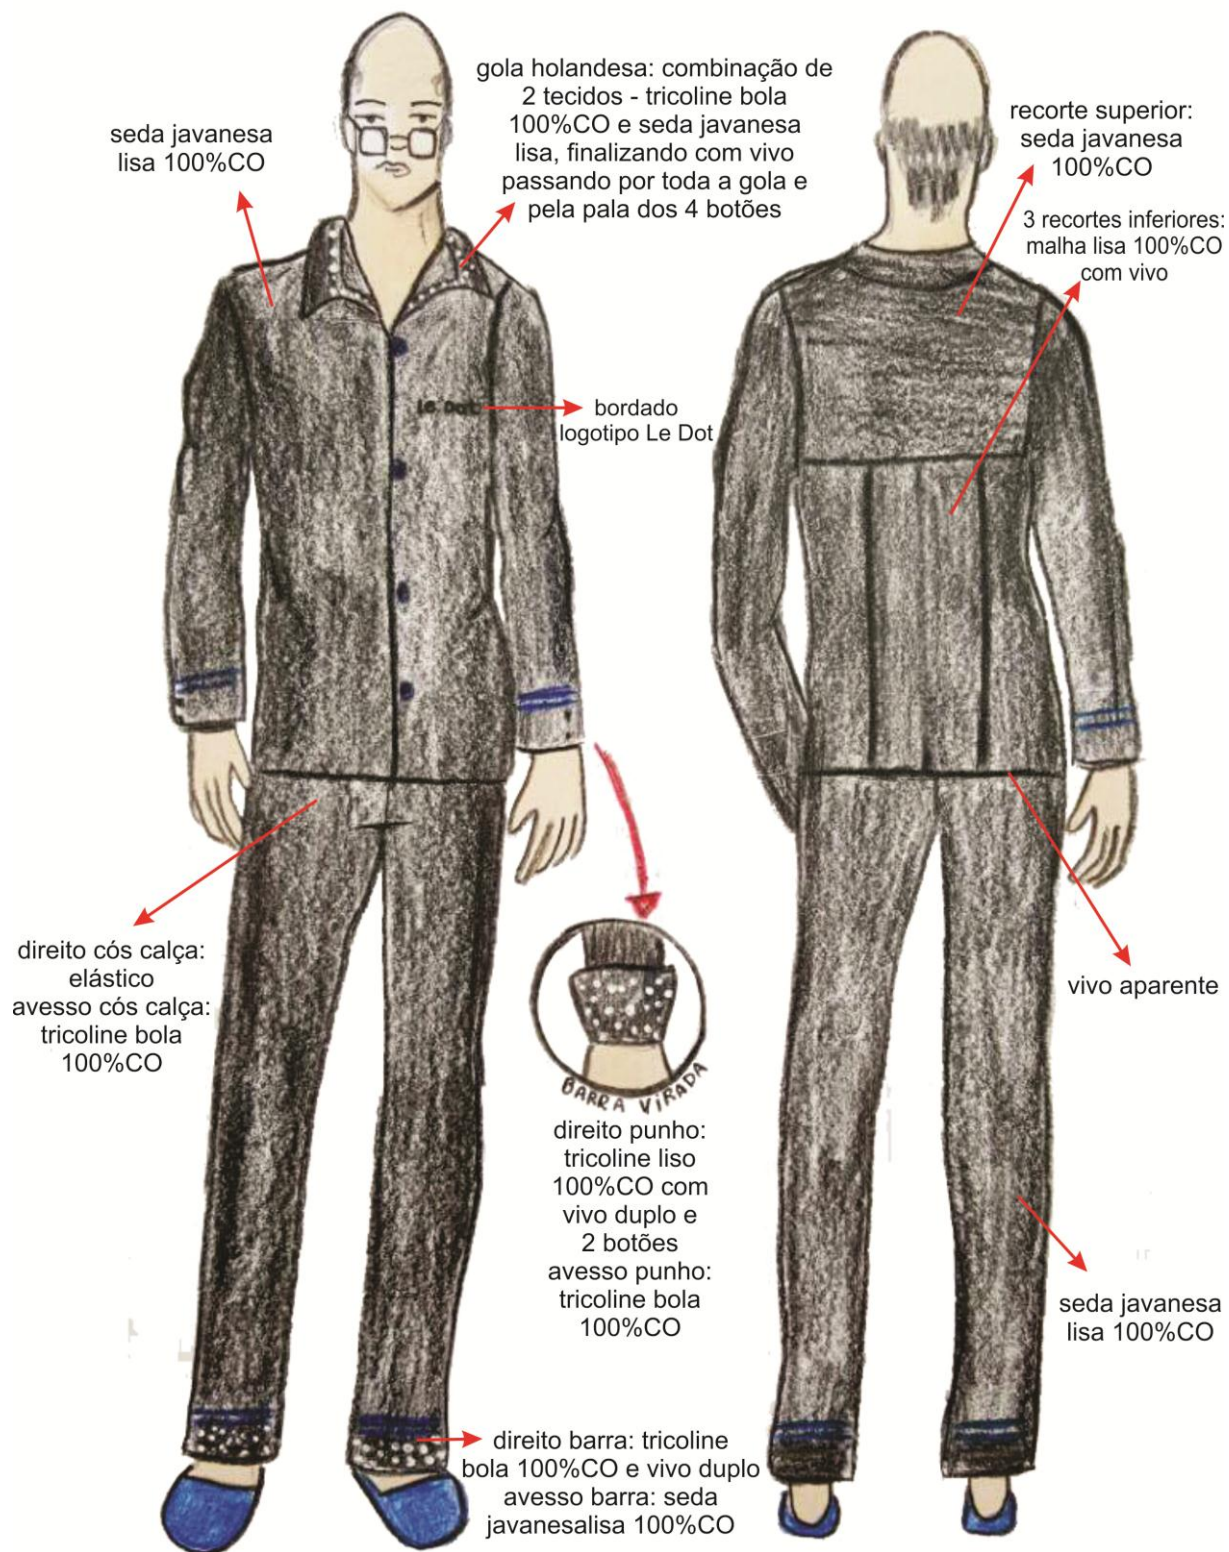 gola holandesa: combinação de
2 tecidos - tricoline bola
100%CO e seda javanesa
lisa, finalizando com vivo
passando por toda a gola e
pela pala dos 4 botões
seda javanesa
lisa 100%CO
recorte superior:
seda javanesa
100%CO
3 recortes inferiores:
malha lisa 100%CO
com vivo
le Dot
bordado
logotipo Le Dot
direito cós calça:
elástico
avesso cós calça:
tricoline bola
100%CO
vivo aparente
BARRA VIRADA
direito punho:
tricoline liso
100%CO com
vivo duplo e
2 botões
avesso punho:
tricoline bola
100%CO
seda javanesa
lisa 100%CO
direito barra: tricoline
bola 100%CO e vivo duplo
avesso barra: seda
javanesalisa 100%CO